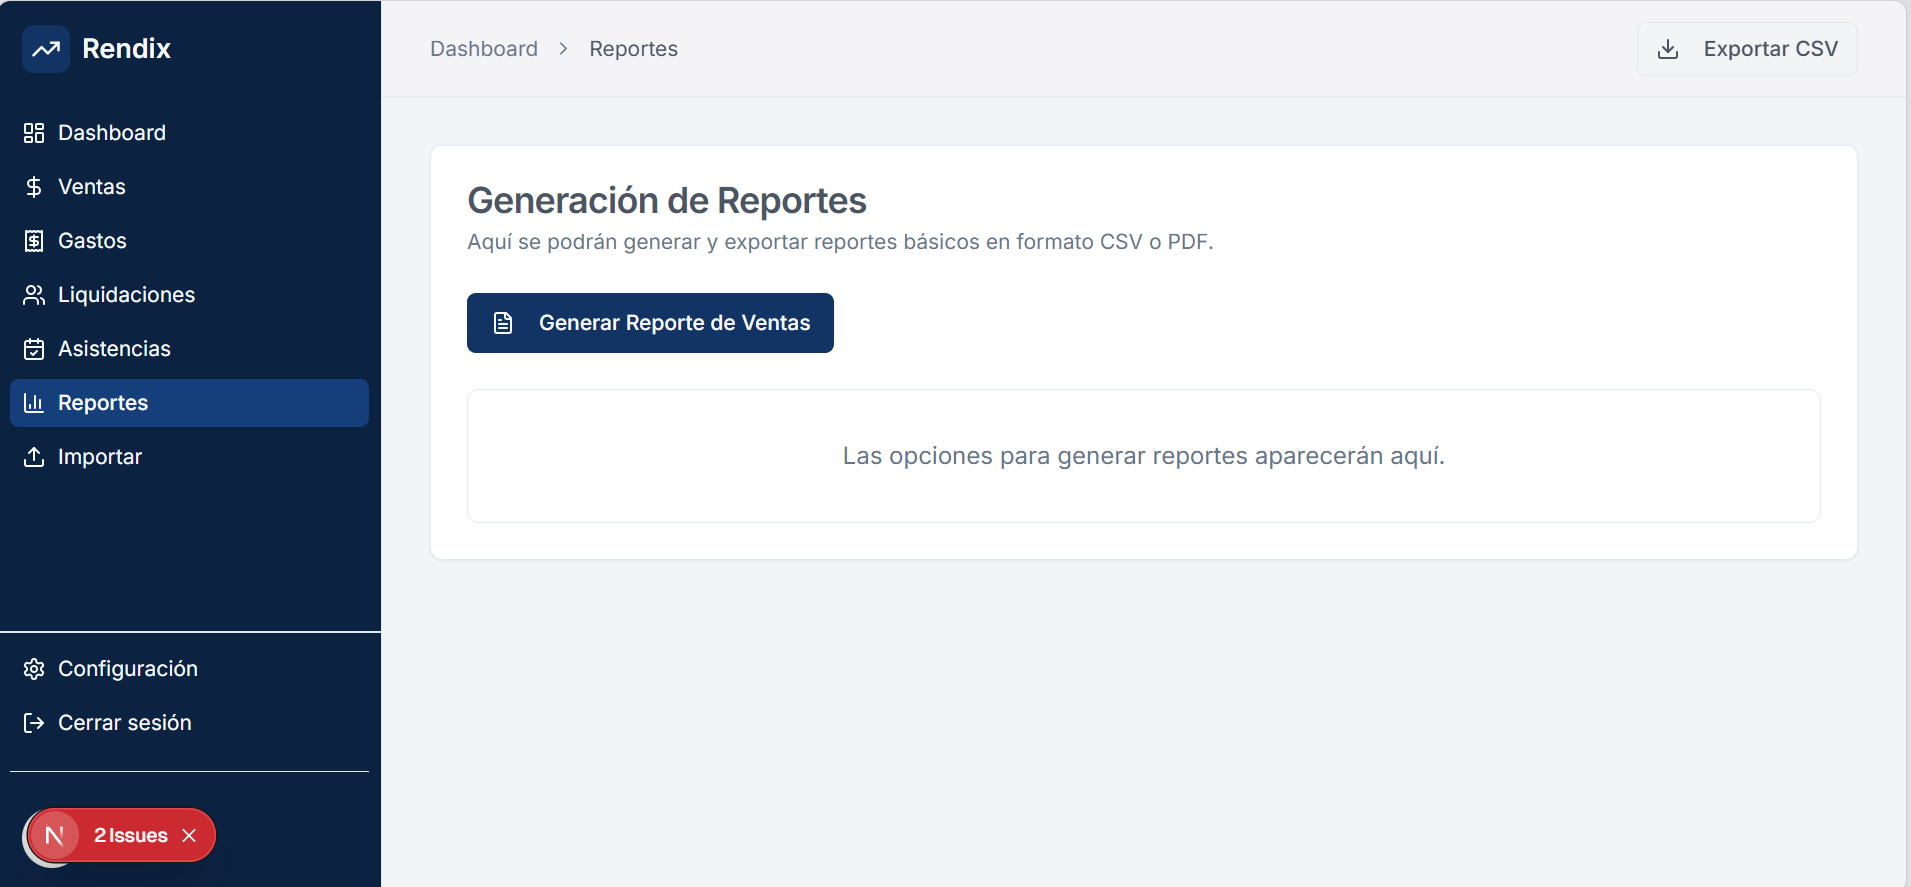 Rendix
Dashboard
Ventas
Gastos
Liquidaciones
Asistencias
Reportes
Importar
Configuración
Cerrar sesión
N 2 Issues
Dashboard > Reportes
Exportar CSV
Generación de Reportes
Aquí se podrán generar y exportar reportes básicos en formato CSV o PDF.
Generar Reporte de Ventas
Las opciones para generar reportes aparecerán aquí.